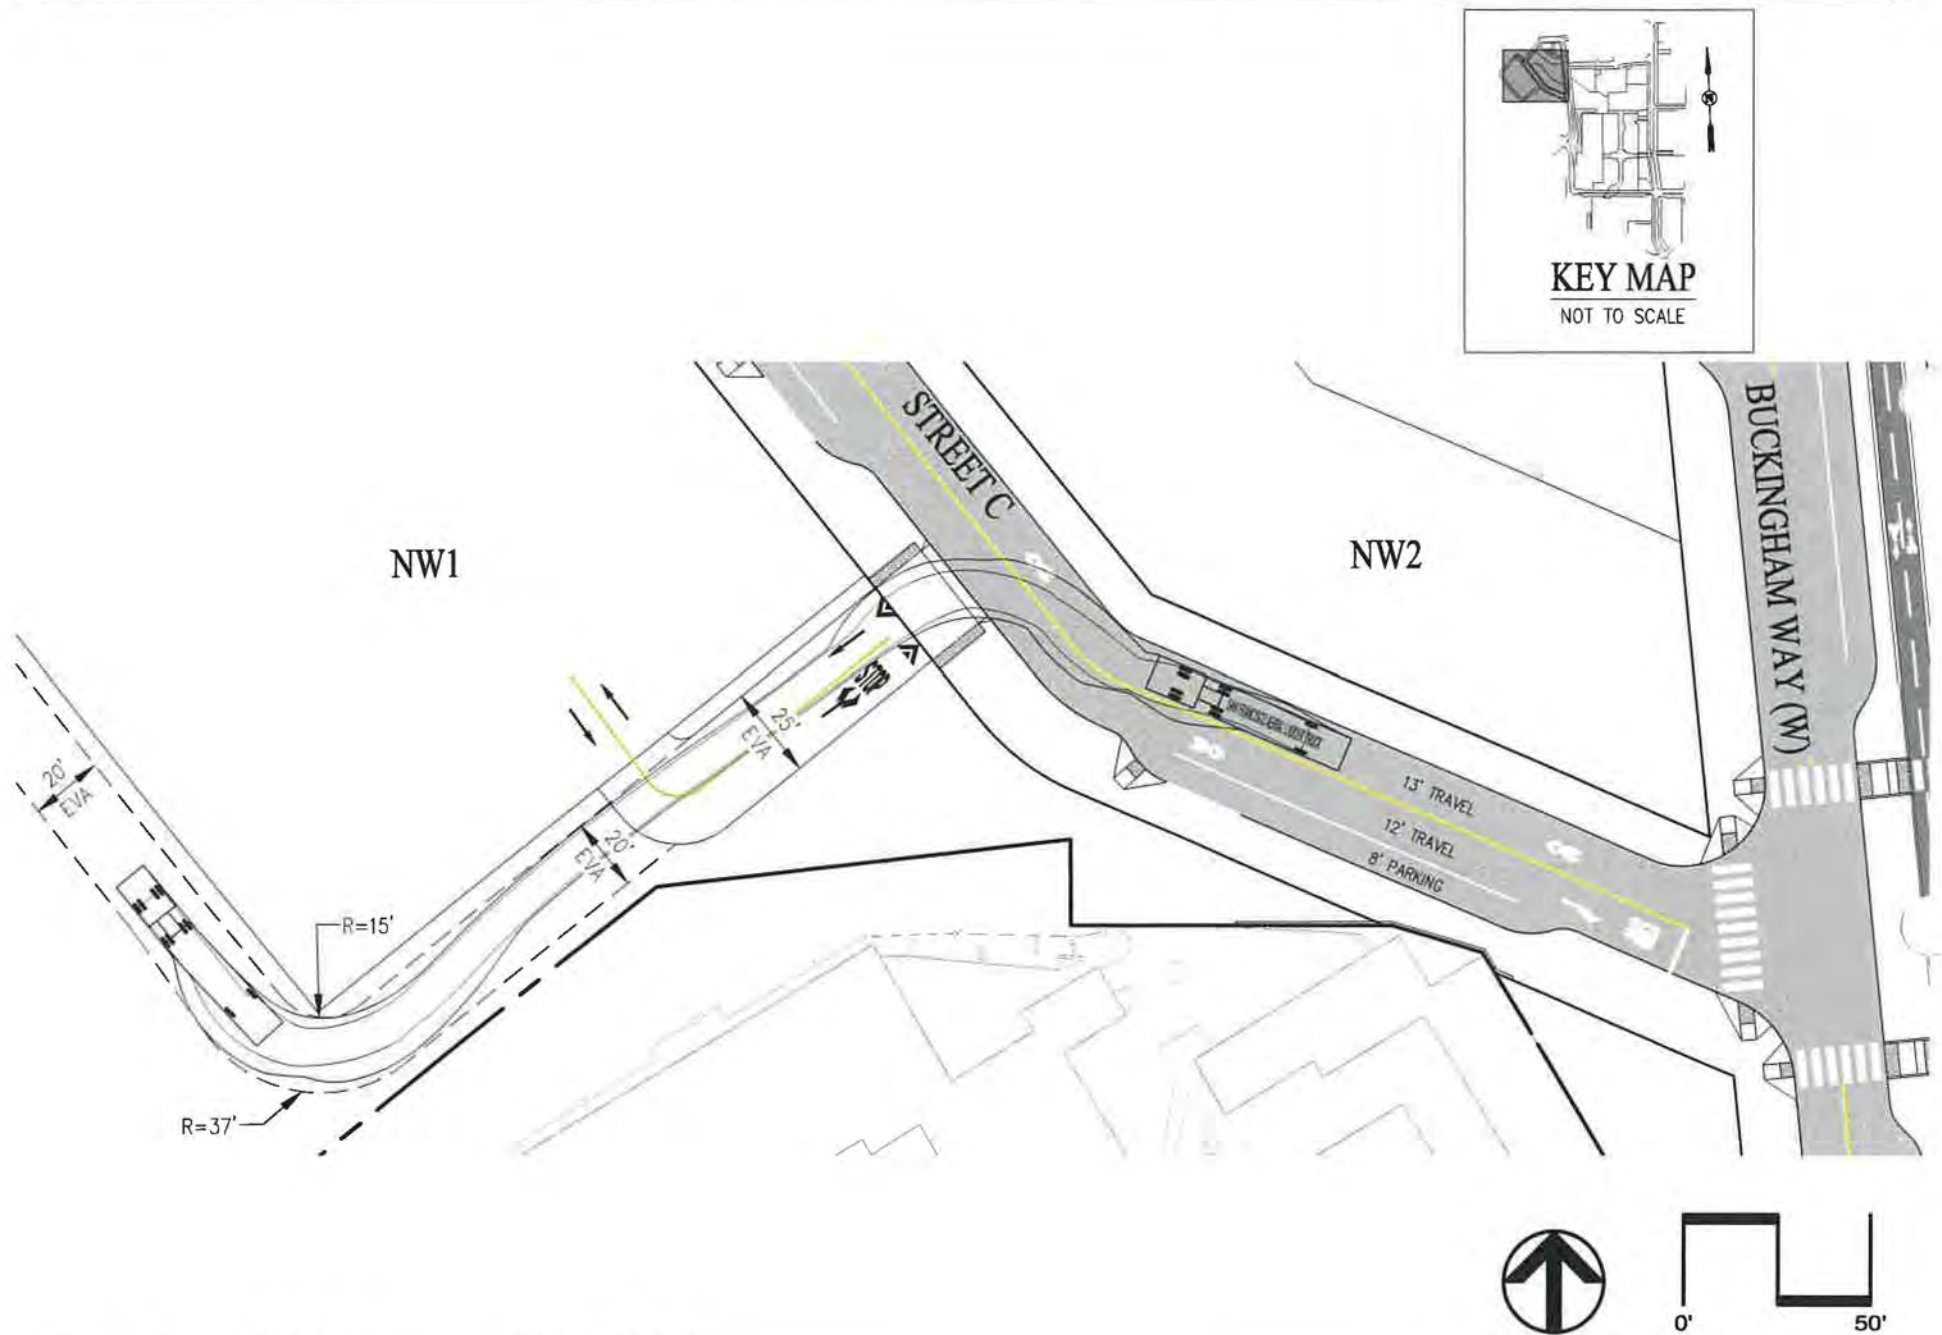 KEY MAP
NOT TO SCALE
STREET C
BUCKINGHAM WAY (W)
NW1
NW2
STOP
25'
EVA
20'
EVA
20'
EVA
13' TRAVEL
12' TRAVEL
8' PARKING
R=15'
R=37'
0'
50'